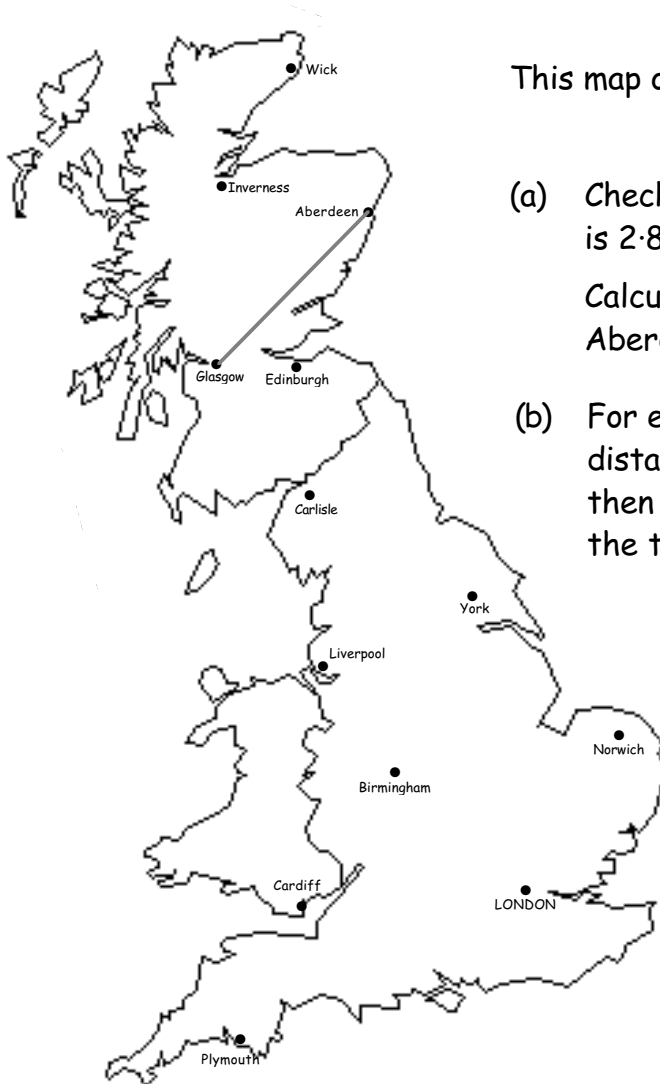 This map
(a) Check
is 2·8
Calcu
Aber
(b) For e
dista
then
the t
Wick
Inverness
Aberdeen
Glasgow
Edinburgh
Carlisle
York
Liverpool
Norwich
Birmingham
Cardiff
LONDON
Plymouth